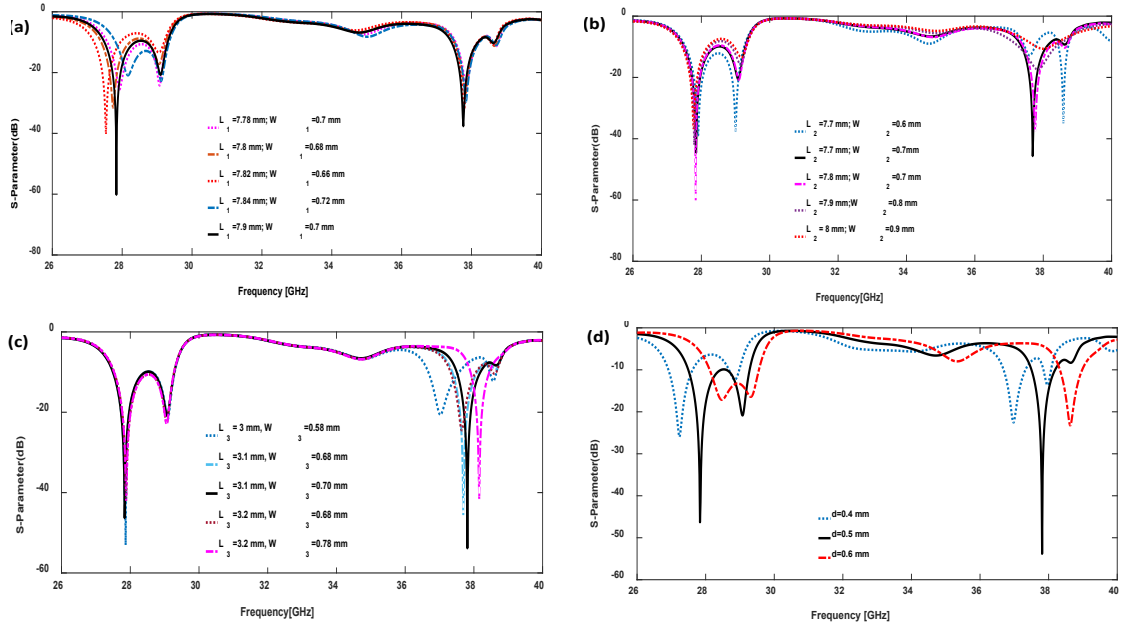 (a)
S-Parameter(dB)
0
-20
-40
-60
-80
L1=7.78 mm; W1=0.7 mm
L1=7.8 mm; W1=0.68 mm
L1=7.82 mm; W1=0.66 mm
L1=7.84 mm; W1=0.72 mm
L1=7.9 mm; W1=0.7 mm
26 28 30 32 34 36 38 40
Frequency[GHz]
(b)
S-Parameter(dB)
0
-20
-40
-60
-80
L2=7.7 mm; W2=0.6 mm
L2=7.7 mm; W2=0.7mm
L2=7.8 mm; W2=0.7 mm
L2=7.9 mm;W2=0.8 mm
L2= 8 mm; W2=0.9 mm
26 28 30 32 34 36 38 40
Frequency[GHz]
(c)
S-Parameter(dB)
0
-20
-40
-60
L3= 3 mm, W3=0.58 mm
L3=3.1 mm, W3=0.68 mm
L3=3.1 mm, W3=0.70 mm
L3=3.2 mm, W3=0.68 mm
L3=3.2 mm, W3=0.78 mm
26 28 30 32 34 36 38 40
Frequency[GHz]
(d)
S-Parameter(dB)
0
-10
-20
-30
-40
-50
-60
d=0.4 mm
d=0.5 mm
d=0.6 mm
26 28 30 32 34 36 38 40
Frequency [GHz]